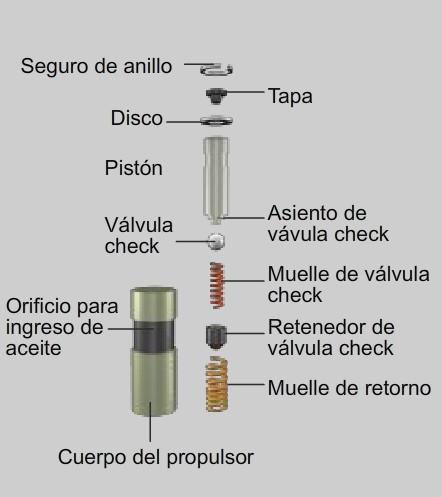 Seguro de anillo
Tapa
Disco
Pistón
Asiento de
vávula check
Válvula
check
Muelle de válvula
check
Orificio para
ingreso de
aceite
Retenedor de
válvula check
Muelle de retorno
Cuerpo del propulsor